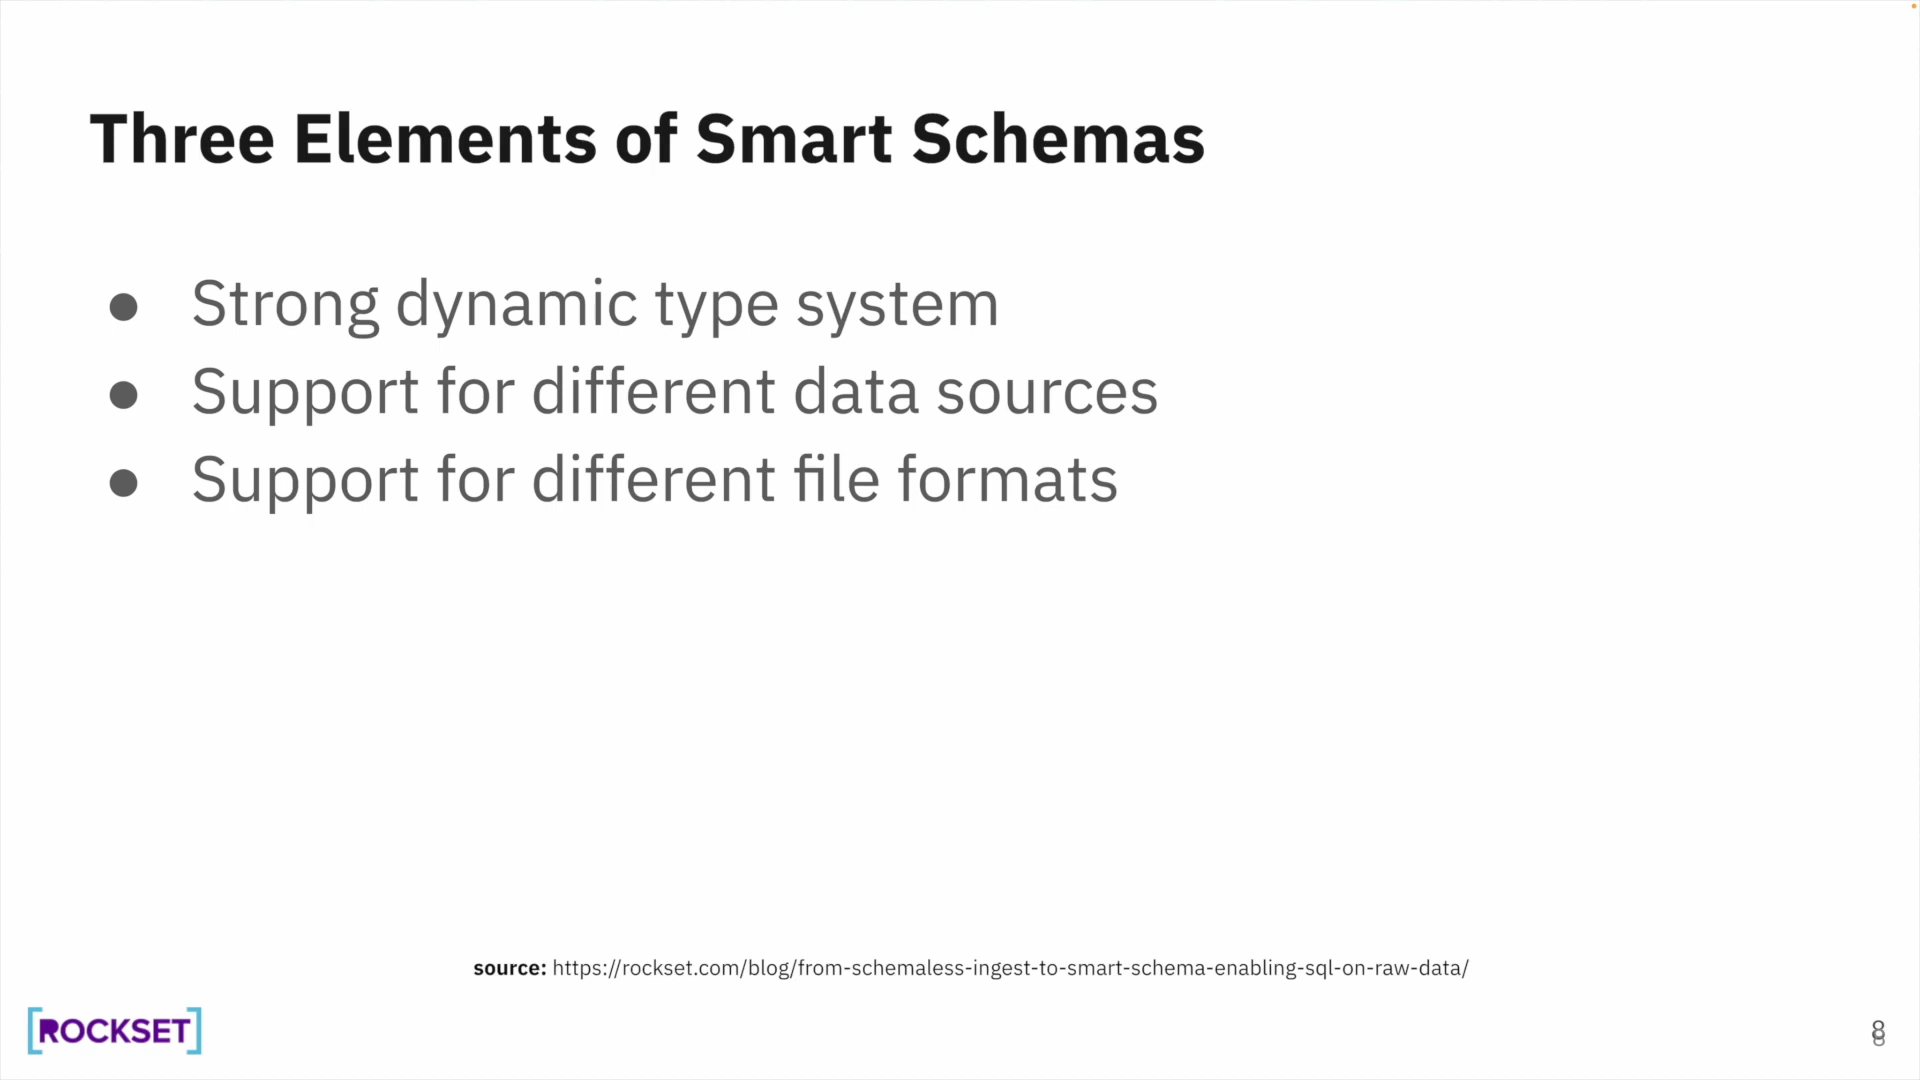 Three Elements of Smart Schemas
● Strong dynamic type system
● Support for different data sources
● Support for different file formats
source: https://rockset.com/blog/from-schemaless-ingest-to-smart-schema-enabling-sql-on-raw-data/
[ROCKSET]
8
8